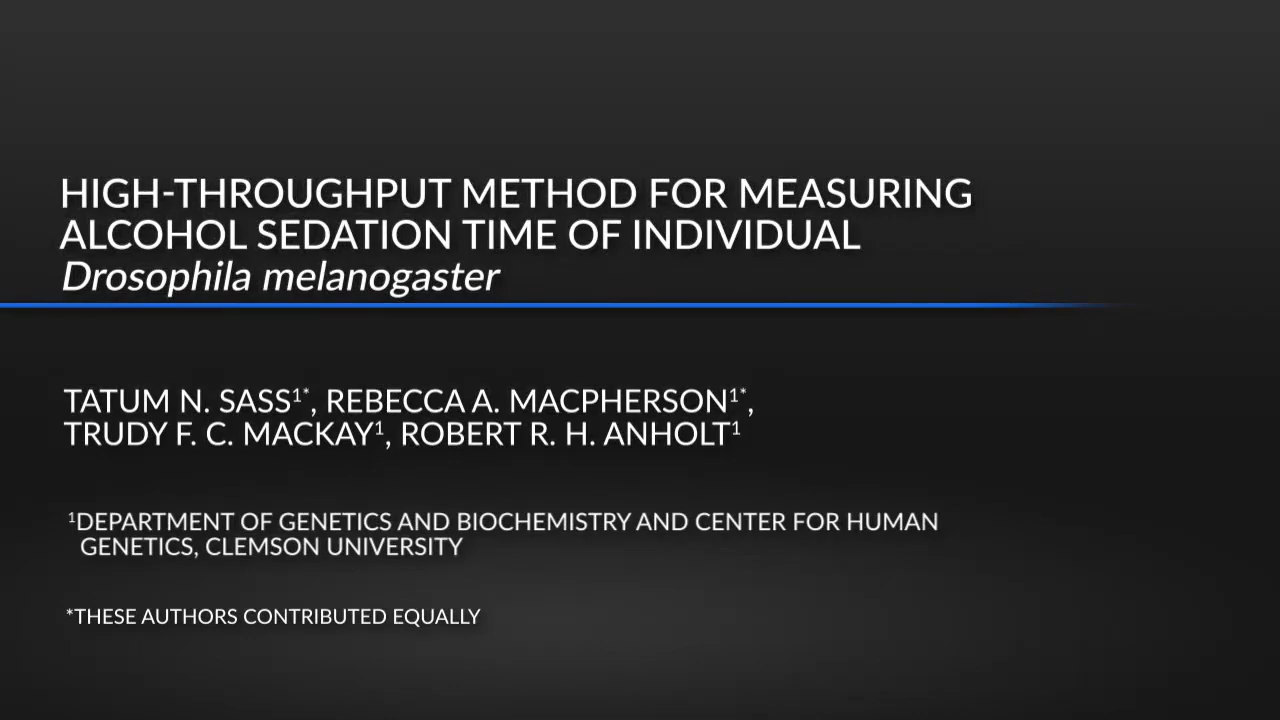 HIGH-THROUGHPUT METHOD FOR MEASURING
ALCOHOL SEDATION TIME OF INDIVIDUAL
Drosophila melanogaster
TATUM N. SASS¹*, REBECCA A. MACPHERSON¹*,
TRUDY F. C. MACKAY¹, ROBERT R. H. ANHOLT¹
¹DEPARTMENT OF GENETICS AND BIOCHEMISTRY AND CENTER FOR HUMAN
GENETICS, CLEMSON UNIVERSITY
*THESE AUTHORS CONTRIBUTED EQUALLY